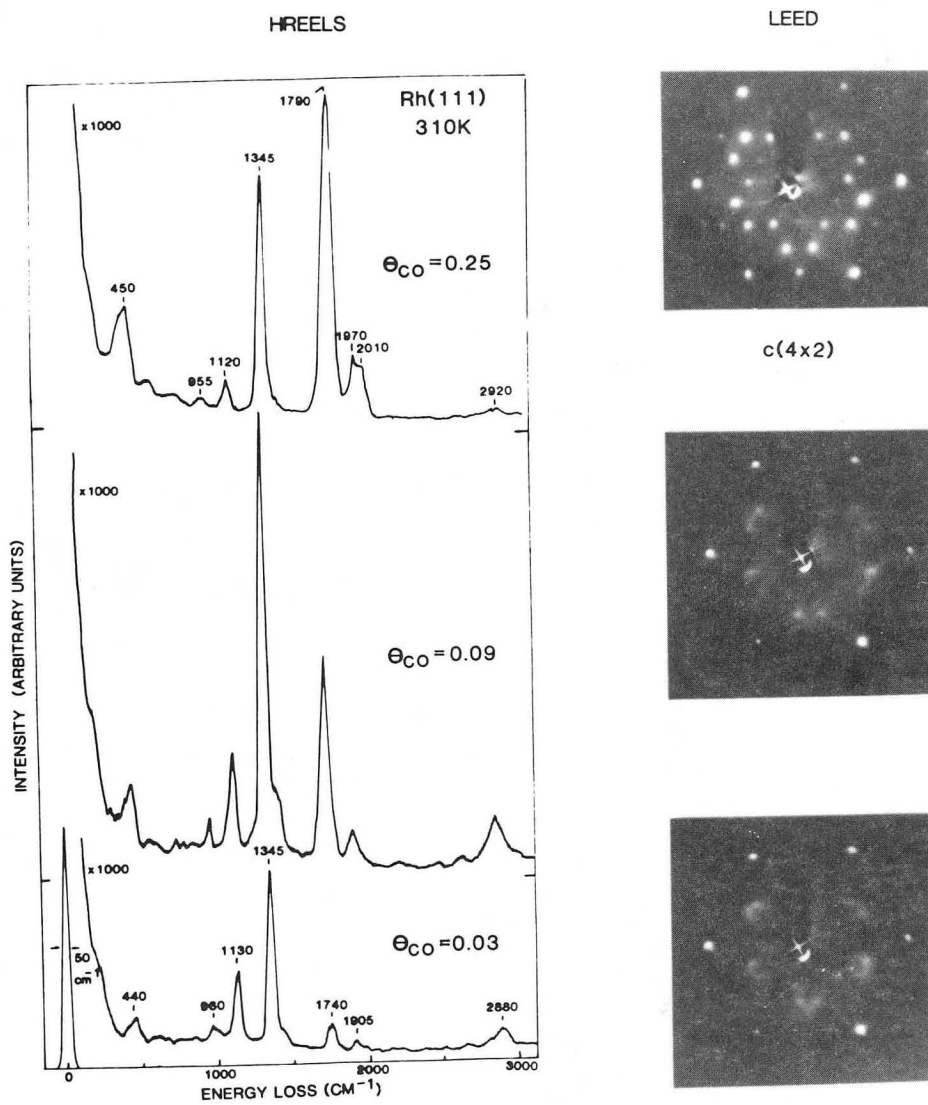 HREELS
LEED
x1000
1790
Rh(111)
310K
1345
ΘCO=0.25
450
955
1120
1970
2010
2920
c(4x2)
x1000
ΘCO=0.09
x1000
1345
ΘCO=0.03
50
cm-1
440
960
1130
1740
1905
2880
0
1000
2000
3000
ENERGY LOSS (CM-1)
INTENSITY (ARBITRARY UNITS)